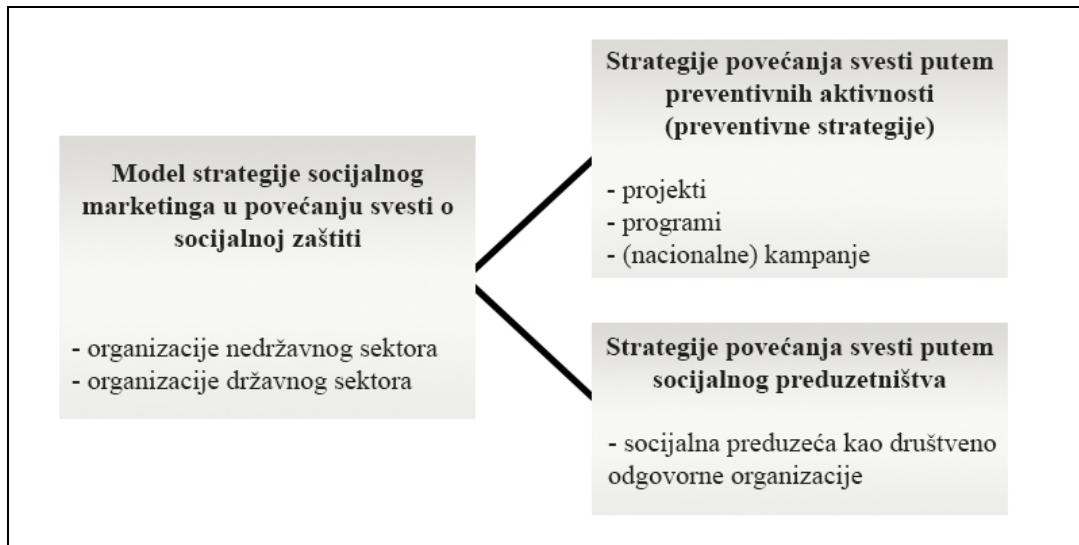 Model strategije socijalnog
marketinga u povećanju svesti o
socijalnoj zaštiti
- organizacije nedržavnog sektora
- organizacije državnog sektora
Strategije povećanja svesti putem
preventivnih aktivnosti
(preventivne strategije)
- projekti
- programi
- (nacionalne) kampanje
Strategije povećanja svesti putem
socijalnog preduzetništva
- socijalna preduzeća kao društveno
odgovorne organizacije